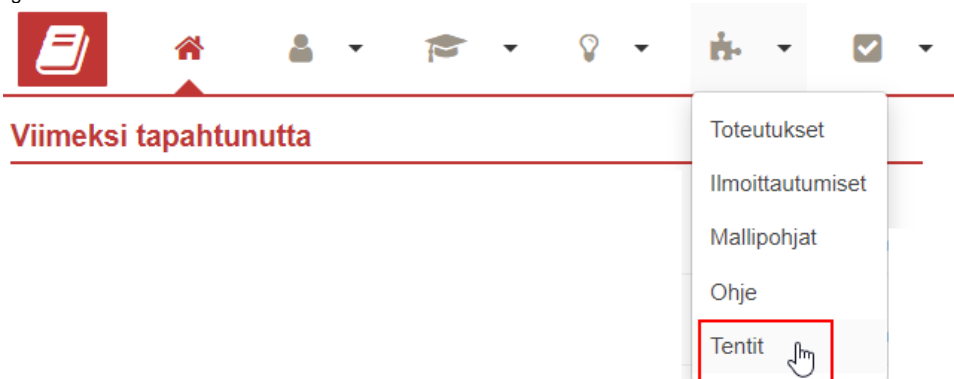 Viimeksi tapahtunutta
Toteutukset
Ilmoittautumiset
Mallipohjat
Ohje
Tentit